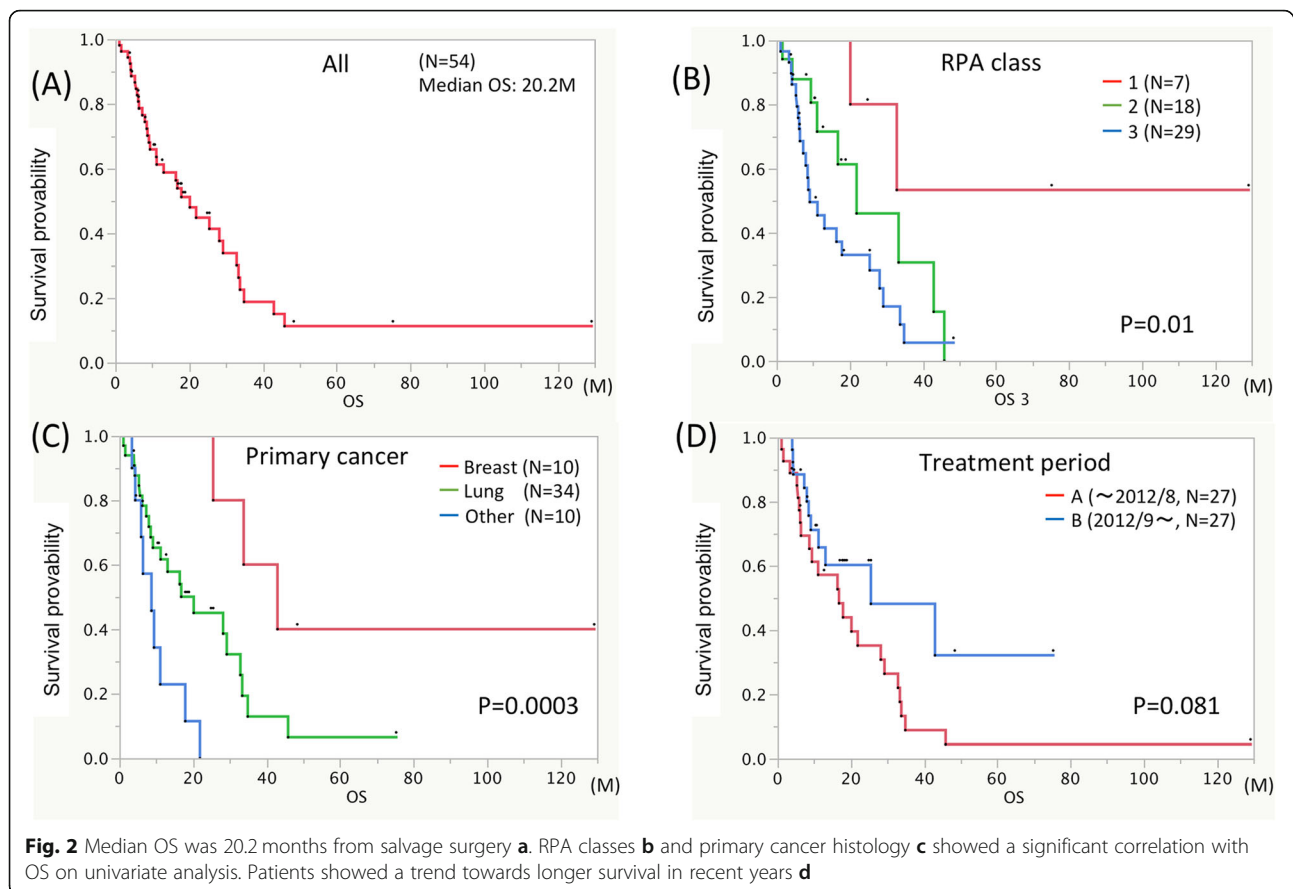 (A)
All
(N=54)
Median OS: 20.2M
Survival provability
1.0
0.8
0.6
0.4
0.2
0.0
0 20 40 60 80 100 120 (M)
OS
(B)
RPA class
1 (N=7)
2 (N=18)
3 (N=29)
P=0.01
Survival provability
1.0
0.8
0.6
0.4
0.2
0.0
0 20 40 60 80 100 120 (M)
OS 3
(C)
Primary cancer
Breast (N=10)
Lung (N=34)
Other (N=10)
P=0.0003
Survival provability
1.0
0.8
0.6
0.4
0.2
0.0
0 20 40 60 80 100 120 (M)
OS
(D)
Treatment period
A (～2012/8, N=27)
B (2012/9～, N=27)
P=0.081
Survival provability
1.0
0.8
0.6
0.4
0.2
0.0
0 20 40 60 80 100 120 (M)
OS
Fig. 2 Median OS was 20.2 months from salvage surgery a. RPA classes b and primary cancer histology c showed a significant correlation with
OS on univariate analysis. Patients showed a trend towards longer survival in recent years d